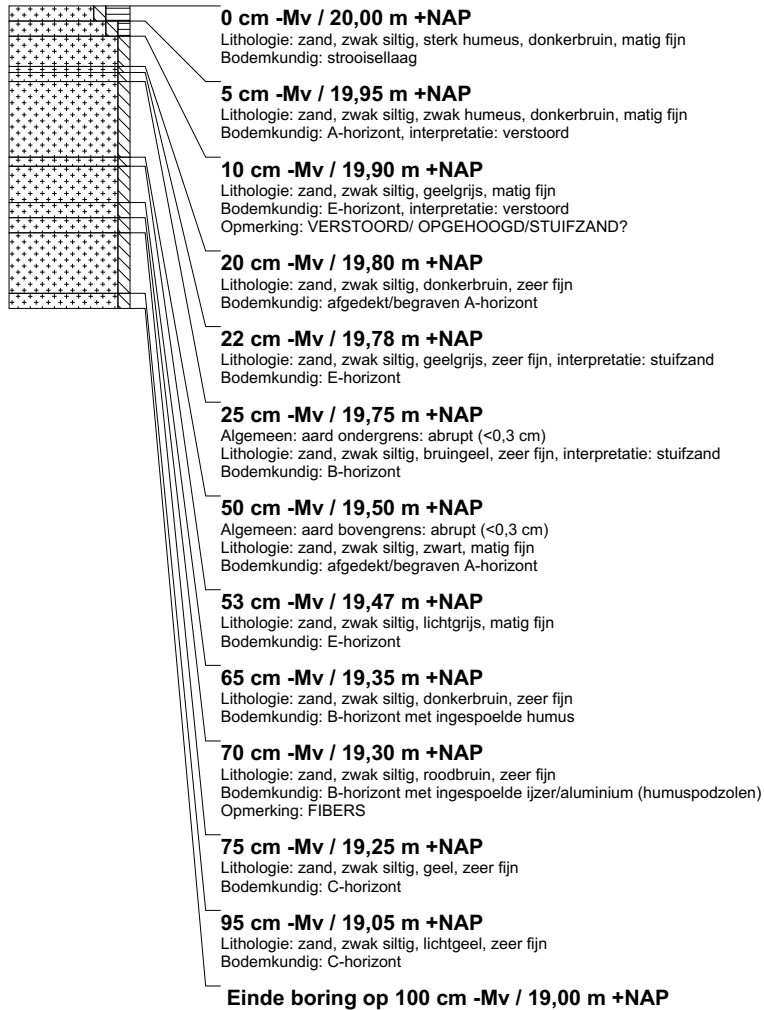 0 cm -Mv / 20,00 m +NAP
Lithologie: zand, zwak siltig, sterk humeus, donkerbruin, matig fijn
Bodemkundig: strooisellaag
5 cm -Mv / 19,95 m +NAP
Lithologie: zand, zwak siltig, zwak humeus, donkerbruin, matig fijn
Bodemkundig: A-horizont, interpretatie: verstoord
10 cm -Mv / 19,90 m +NAP
Lithologie: zand, zwak siltig, geelgrijs, matig fijn
Bodemkundig: E-horizont, interpretatie: verstoord
Opmerking: VERSTOORD/ OPGEHOOGD/STUIFZAND?
20 cm -Mv / 19,80 m +NAP
Lithologie: zand, zwak siltig, donkerbruin, zeer fijn
Bodemkundig: afgedekt/begraven A-horizont
22 cm -Mv / 19,78 m +NAP
Lithologie: zand, zwak siltig, geelgrijs, zeer fijn, interpretatie: stuifzand
Bodemkundig: E-horizont
25 cm -Mv / 19,75 m +NAP
Algemeen: aard ondergrens: abrupt (<0,3 cm)
Lithologie: zand, zwak siltig, bruingeel, zeer fijn, interpretatie: stuifzand
Bodemkundig: B-horizont
50 cm -Mv / 19,50 m +NAP
Algemeen: aard bovengrens: abrupt (<0,3 cm)
Lithologie: zand, zwak siltig, zwart, matig fijn
Bodemkundig: afgedekt/begraven A-horizont
53 cm -Mv / 19,47 m +NAP
Lithologie: zand, zwak siltig, lichtgrijs, matig fijn
Bodemkundig: E-horizont
65 cm -Mv / 19,35 m +NAP
Lithologie: zand, zwak siltig, donkerbruin, zeer fijn
Bodemkundig: B-horizont met ingespoelde humus
70 cm -Mv / 19,30 m +NAP
Lithologie: zand, zwak siltig, roodbruin, zeer fijn
Bodemkundig: B-horizont met ingespoelde ijzer/aluminium (humuspodzolen)
Opmerking: FIBERS
75 cm -Mv / 19,25 m +NAP
Lithologie: zand, zwak siltig, geel, zeer fijn
Bodemkundig: C-horizont
95 cm -Mv / 19,05 m +NAP
Lithologie: zand, zwak siltig, lichtgeel, zeer fijn
Bodemkundig: C-horizont
Einde boring op 100 cm -Mv / 19,00 m +NAP